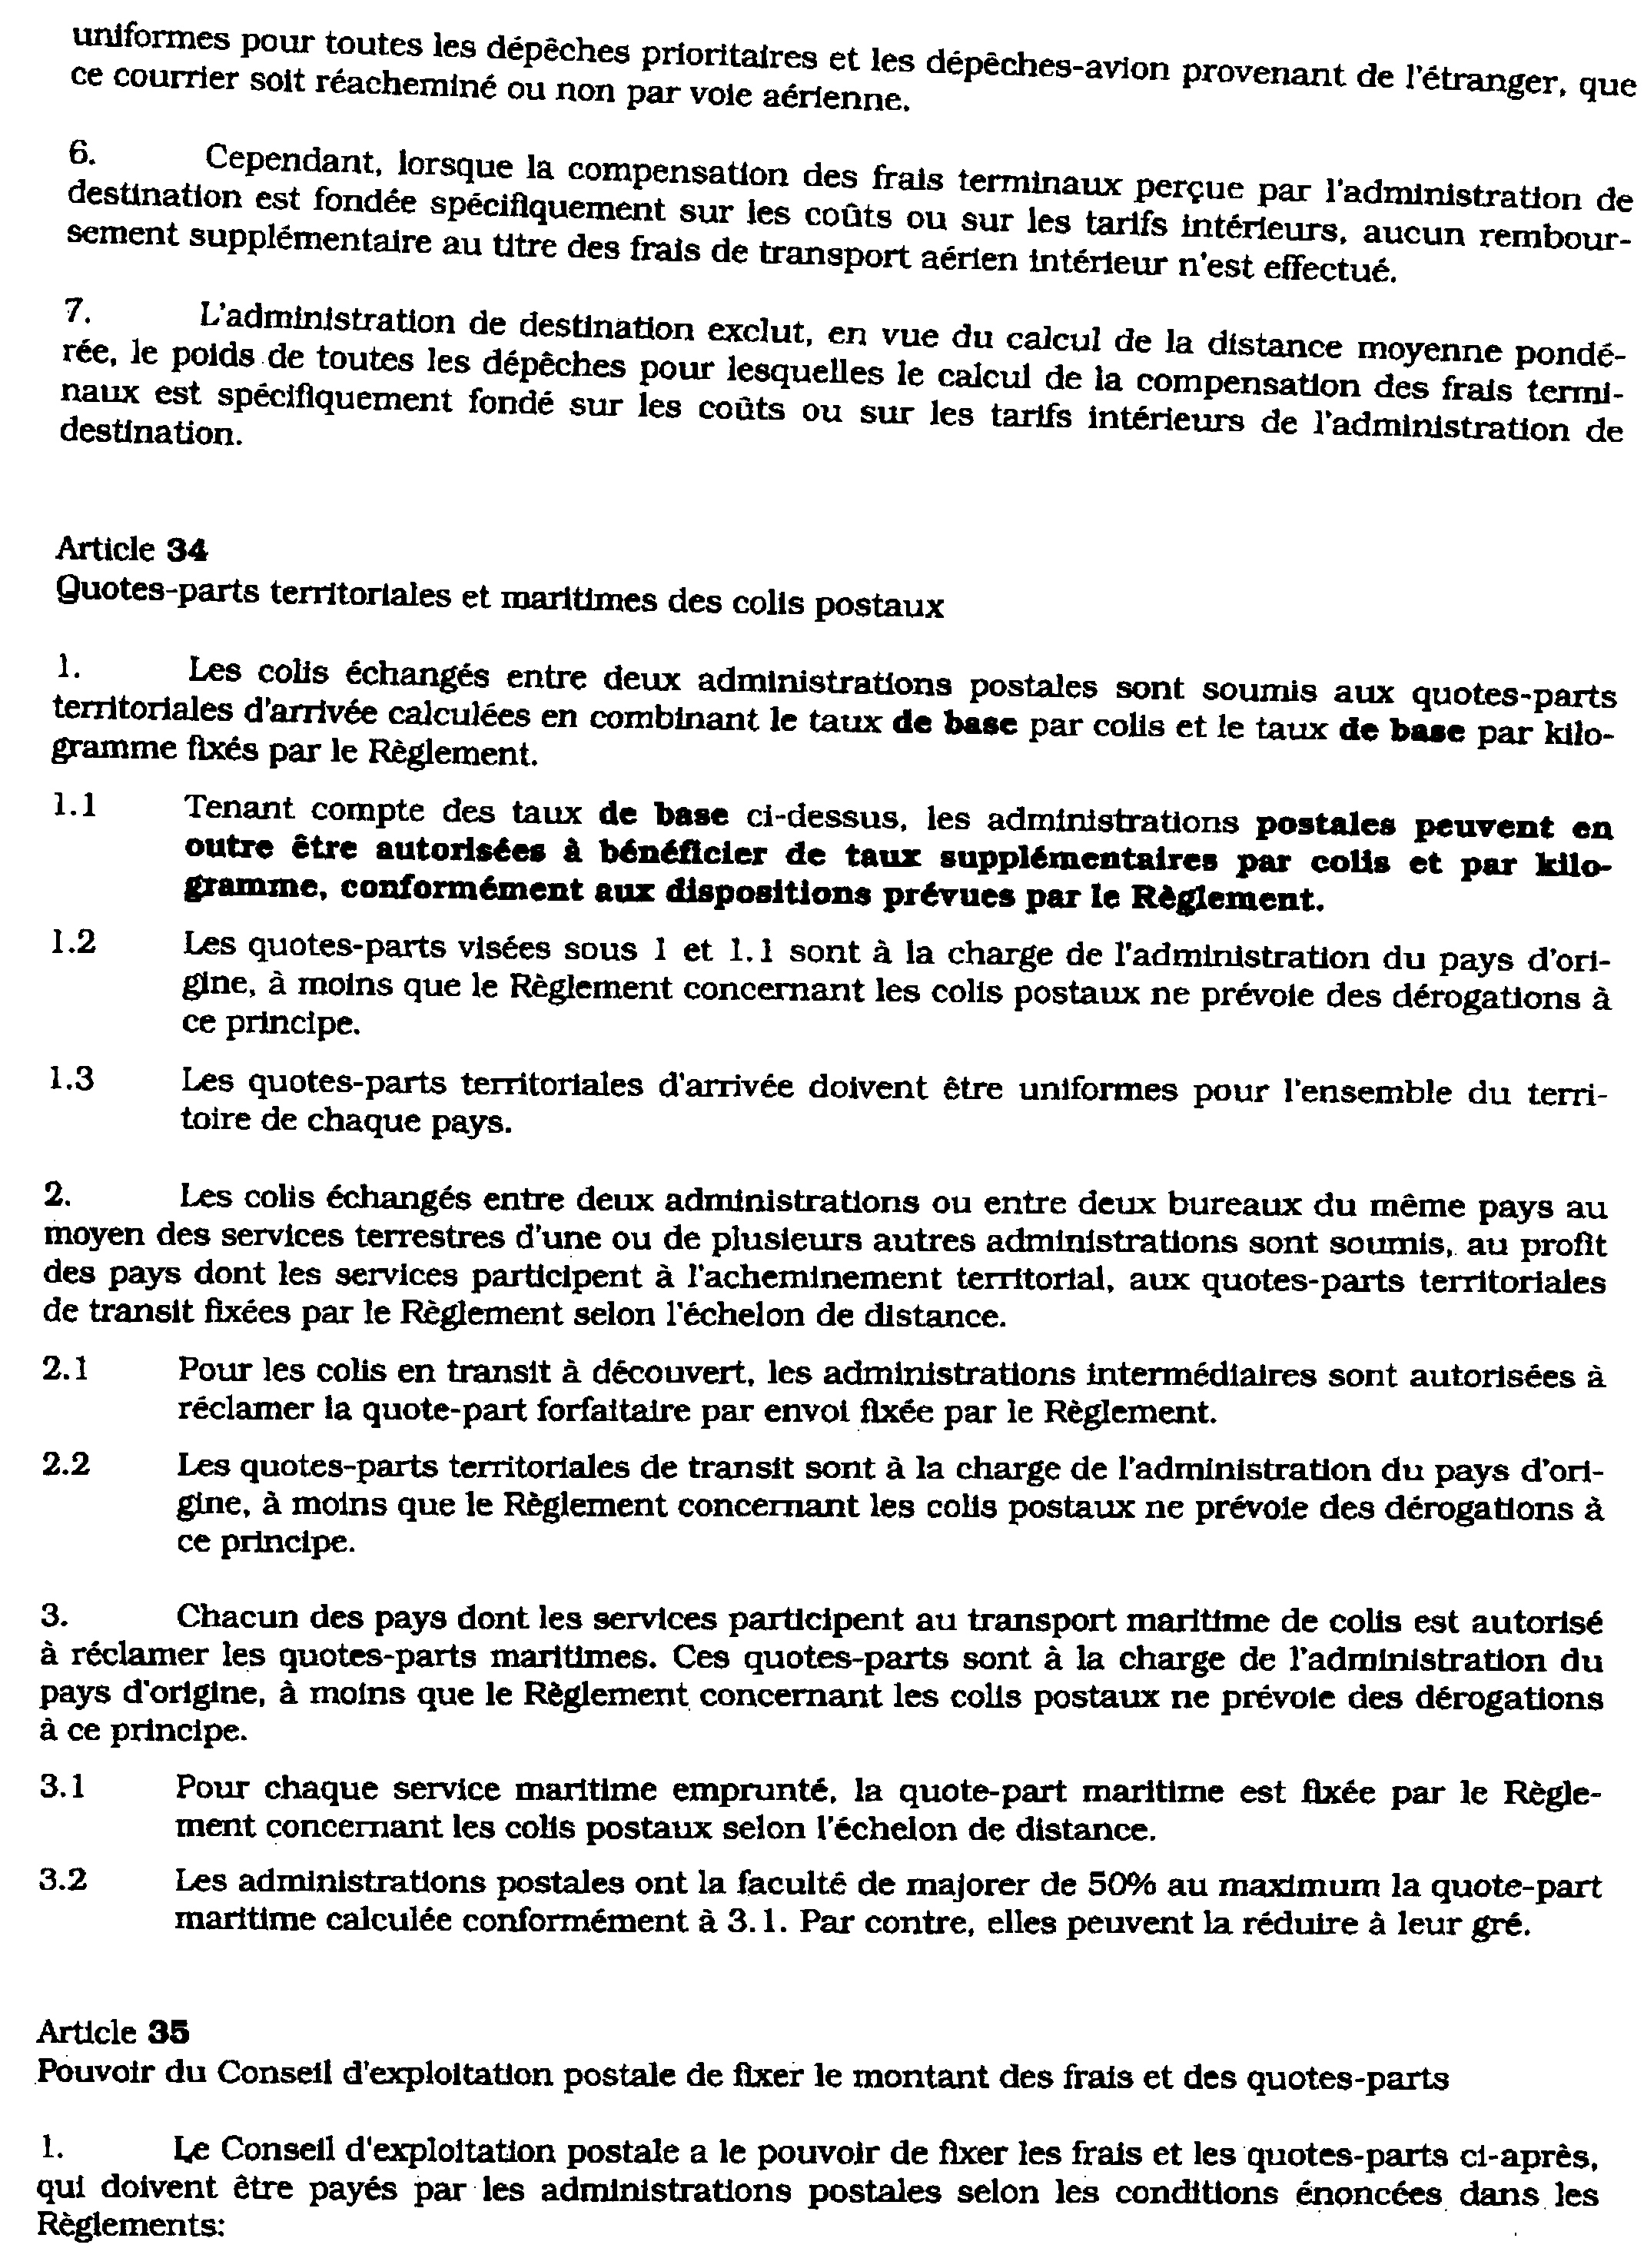 uniformes pour toutes les dépêches prioritaires et les dépêches-avion provenant de l'étranger, que
ce courrier soit réacheminé ou non par voie aérienne.
6. Cependant, lorsque la compensation des frais terminaux perçue par l'administration de
destination est fondée spécifiquement sur les coûts ou sur les tarifs intérieurs, aucun rembour-
sement supplémentaire au titre des frais de transport aérien intérieur n'est effectué.
7. L'administration de destination exclut, en vue du calcul de la distance moyenne pondé-
rée, le poids de toutes les dépêches pour lesquelles le calcul de la compensation des frais termi-
naux est spécifiquement fondé sur les coûts ou sur les tarifs intérieurs de l'administration de
destination.
Article 34
Quotes-parts territoriales et maritimes des colis postaux
1. Les colis échangés entre deux administrations postales sont soumis aux quotes-parts
territoriales d'arrivée calculées en combinant le taux de base par colis et le taux de base par kilo-
gramme fixés par le Règlement.
1.1 Tenant compte des taux de base ci-dessus, les administrations postales peuvent en
outre être autorisées à bénéficier de taux supplémentaires par colis et par kilo-
gramme, conformément aux dispositions prévues par le Règlement.
1.2 Les quotes-parts visées sous 1 et 1.1 sont à la charge de l'administration du pays d'ori-
gine, à moins que le Règlement concernant les colis postaux ne prévoie des dérogations à
ce principe.
1.3 Les quotes-parts territoriales d'arrivée doivent être uniformes pour l'ensemble du terri-
toire de chaque pays.
2. Les colis échangés entre deux administrations ou entre deux bureaux du même pays au
moyen des services terrestres d'une ou de plusieurs autres administrations sont soumis, au profit
des pays dont les services participent à l'acheminement territorial, aux quotes-parts territoriales
de transit fixées par le Règlement selon l'échelon de distance.
2.1 Pour les colis en transit à découvert, les administrations intermédiaires sont autorisées à
réclamer la quote-part forfaitaire par envoi fixée par le Règlement.
2.2 Les quotes-parts territoriales de transit sont à la charge de l'administration du pays d'ori-
gine, à moins que le Règlement concernant les colis postaux ne prévoie des dérogations à
ce principe.
3. Chacun des pays dont les services participent au transport maritime de colis est autorisé
à réclamer les quotes-parts maritimes. Ces quotes-parts sont à la charge de l'administration du
pays d'origine, à moins que le Règlement concernant les colis postaux ne prévoie des dérogations
à ce principe.
3.1 Pour chaque service maritime emprunté, la quote-part maritime est fixée par le Règle-
ment concernant les colis postaux selon l'échelon de distance.
3.2 Les administrations postales ont la faculté de majorer de 50% au maximum la quote-part
maritime calculée conformément à 3.1. Par contre, elles peuvent la réduire à leur gré.
Article 35
Pouvoir du Conseil d'exploitation postale de fixer le montant des frais et des quotes-parts
1. Le Conseil d'exploitation postale a le pouvoir de fixer les frais et les quotes-parts ci-après,
qui doivent être payés par les administrations postales selon les conditions énoncées dans les
Règlements: